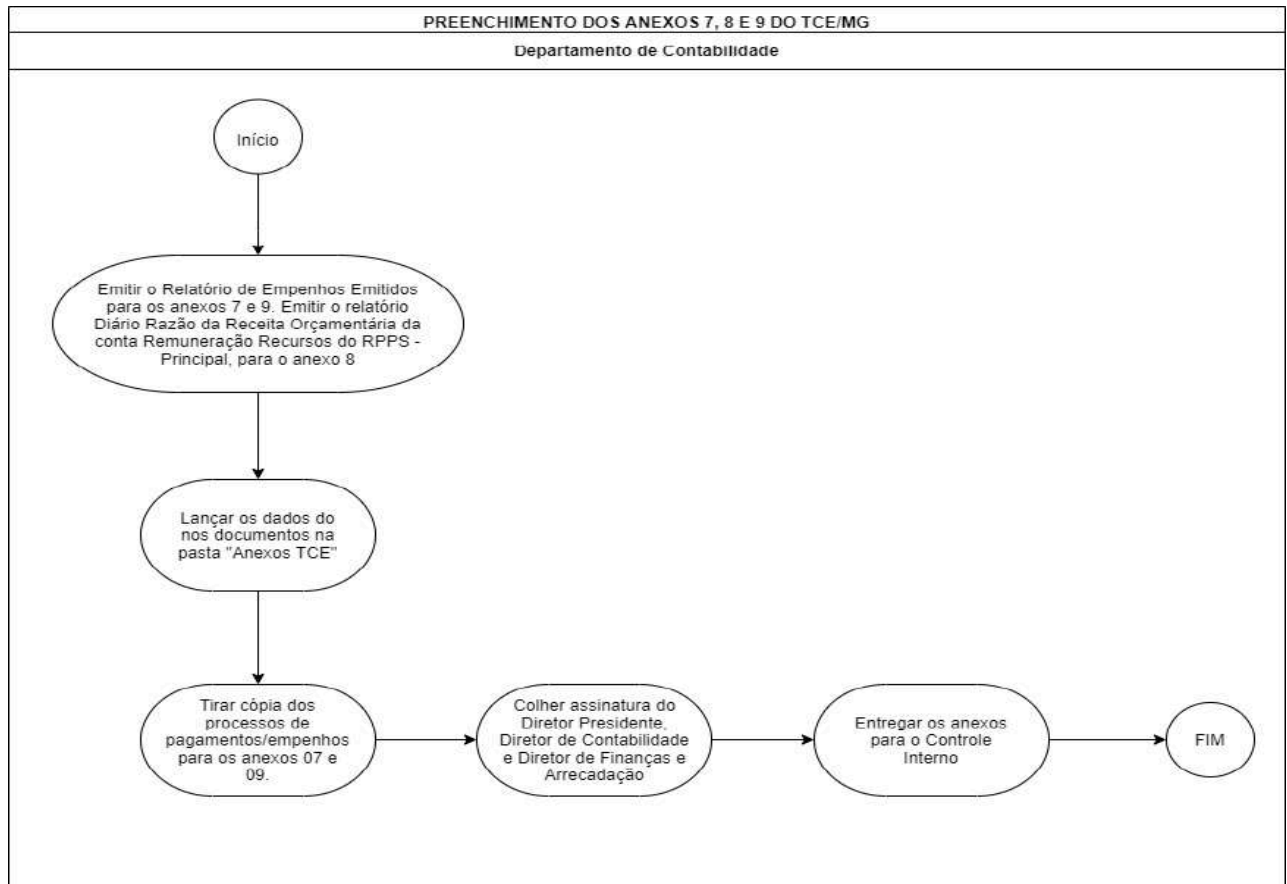 PREENCHIMENTO DOS ANEXOS 7, 8 E 9 DO TCE/MG
Departamento de Contabilidade
Início
Emitir o Relatório de Empenhos Emitidos
para os anexos 7 e 9. Emitir o relatório
Diário Razão da Receita Orçamentária da
conta Remuneração Recursos do RPPS -
Principal, para o anexo 8
Lançar os dados do
nos documentos na
pasta "Anexos TCE"
Tirar cópia dos
processos de
pagamentos/empenhos
para os anexos 07 e
09.
Colher assinatura do
Diretor Presidente,
Diretor de Contabilidade
e Diretor de Finanças e
Arrecadação
Entregar os anexos
para o Controle
Interno
FIM